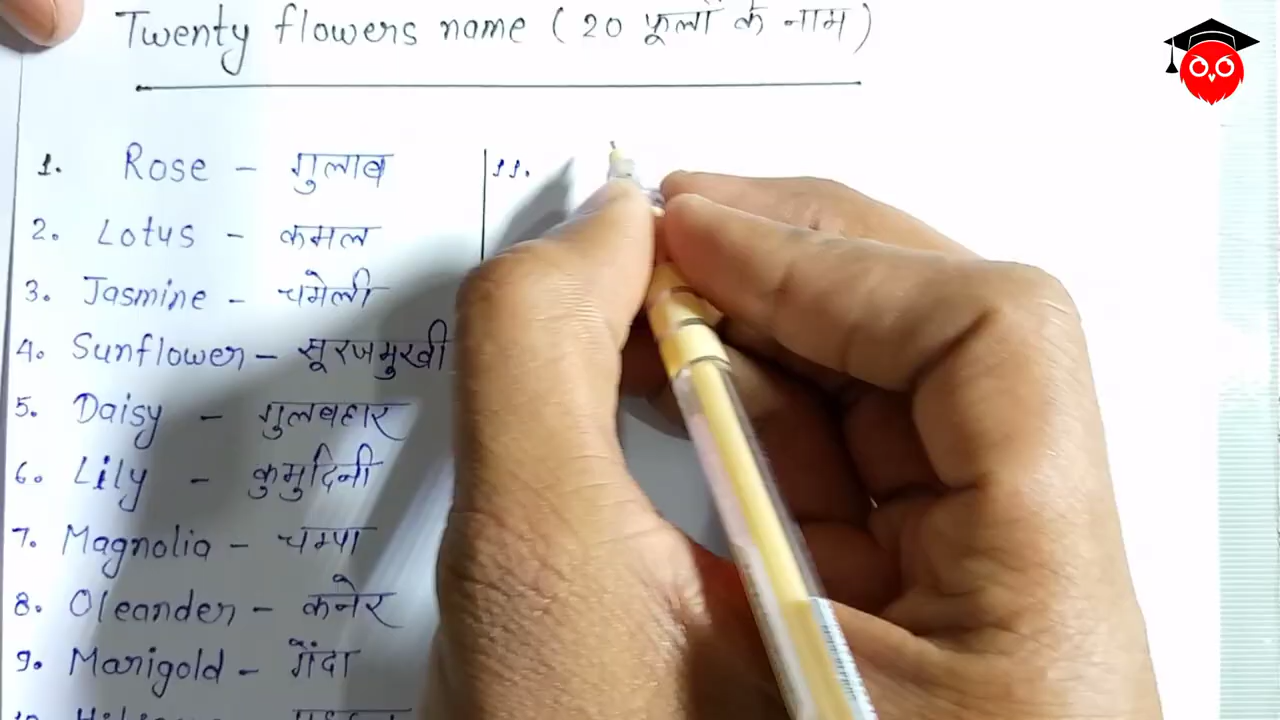 Twenty flowers name (20 फूलों के नाम)
1. Rose - गुलाब
2. Lotus - कमल
3. Jasmine - चमेली
4. Sunflower - सूरजमुखी
5. Daisy - गुलबहार
6. Lily - कुमुदिनी
7. Magnolia - चम्पा
8. Oleander - कनेर
9. Marigold - गेंदा
10.
11.